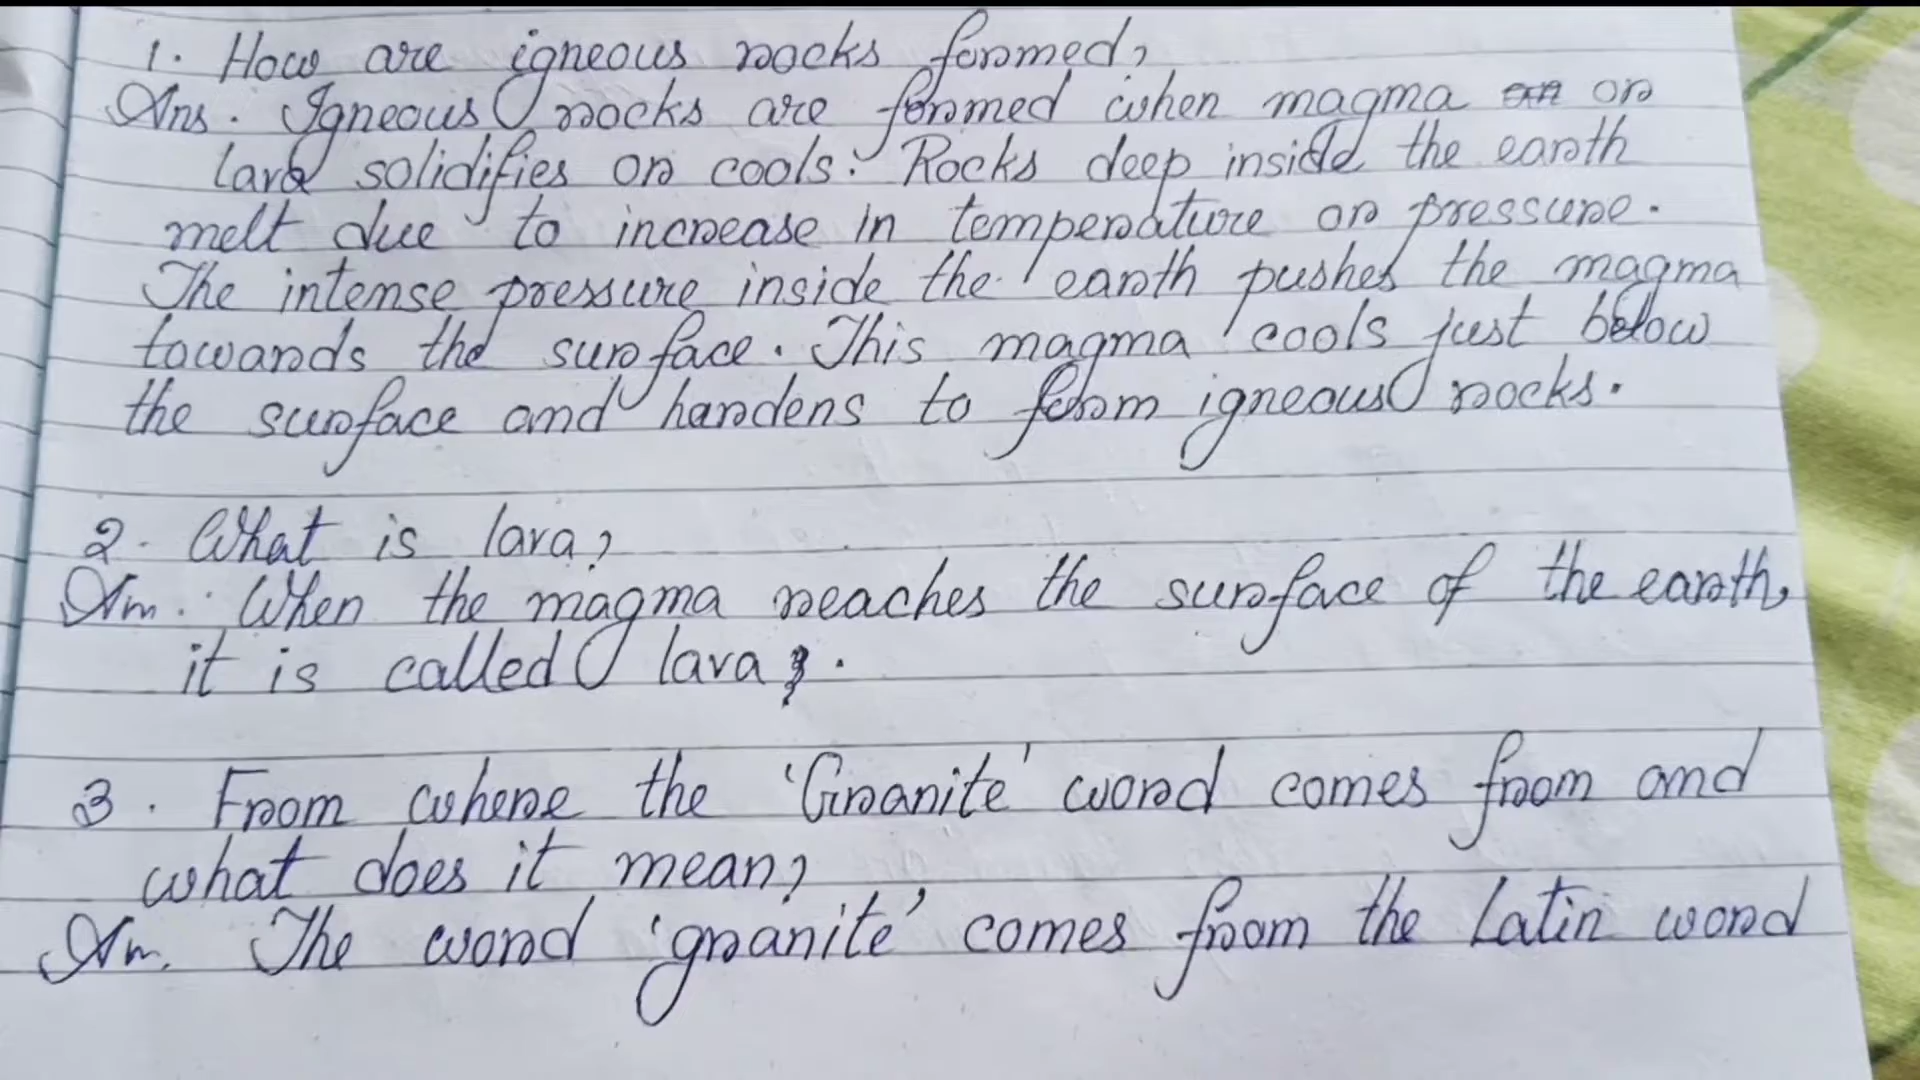 1. How are igneous rocks formed?
Ans. Igneous rocks are formed when magma or
lava solidifies or cools. Rocks deep inside the earth
melt due to increase in temperature or pressure.
The intense pressure inside the earth pushes the magma
towards the surface. This magma cools just below
the surface and hardens to form igneous rocks.
2. What is lava?
Ans. When the magma reaches the surface of the earth,
it is called lava.
3. From where the 'Granite' word comes from and
what does it mean?
Ans. The word 'granite' comes from the Latin word